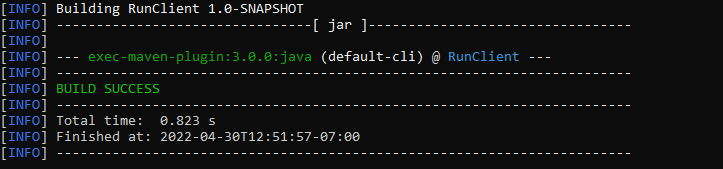 [INFO] Building RunClient 1.0-SNAPSHOT
[INFO] --------------------------------[ jar ]---------------------------------
[INFO]
[INFO] --- exec-maven-plugin:3.0.0:java (default-cli) @ RunClient ---
[INFO] ------------------------------------------------------------------------
[INFO] BUILD SUCCESS
[INFO] ------------------------------------------------------------------------
[INFO] Total time:  0.823 s
[INFO] Finished at: 2022-04-30T12:51:57-07:00
[INFO] ------------------------------------------------------------------------